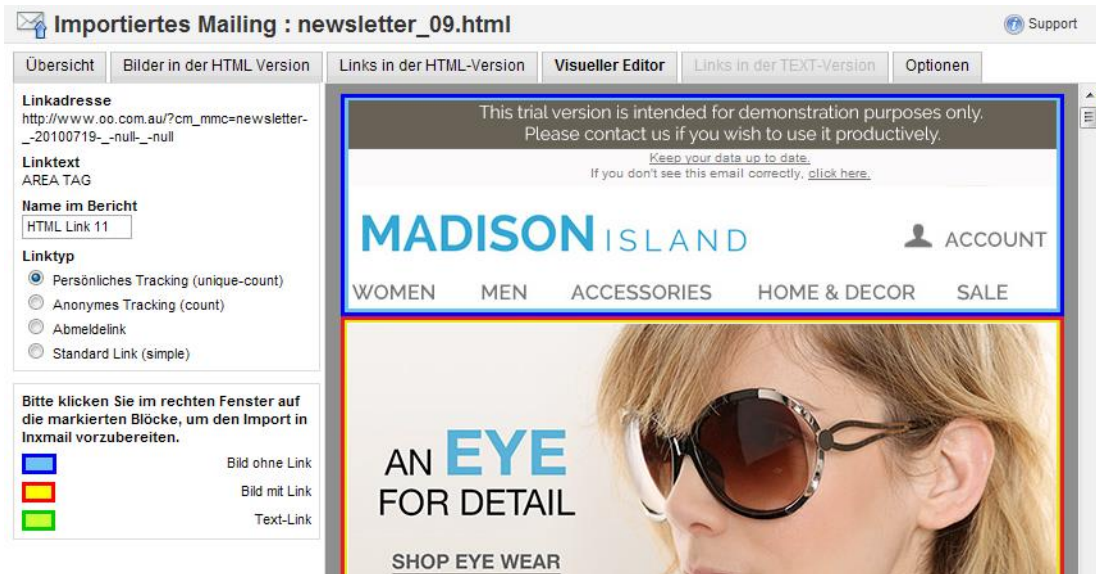 Importiertes Mailing : newsletter_09.html
Support
Übersicht
Bilder in der HTML Version
Links in der HTML-Version
Visueller Editor
Links in der TEXT-Version
Optionen
Linkadresse
http://www.oo.com.au/?cm_mmc=newsletter-
_-20100719-_-null-_-null
Linktext
AREA TAG
Name im Bericht
HTML Link 11
Linktyp
Persönliches Tracking (unique-count)
Anonymes Tracking (count)
Abmeldelink
Standard Link (simple)
Bitte klicken Sie im rechten Fenster auf
die markierten Blöcke, um den Import in
Inxmail vorzubereiten.
Bild ohne Link
Bild mit Link
Text-Link
This trial version is intended for demonstration purposes only.
Please contact us if you wish to use it productively.
Keep your data up to date.
If you don't see this email correctly, click here.
MADISON ISLAND
ACCOUNT
WOMEN MEN ACCESSORIES HOME & DECOR SALE
AN EYE
FOR DETAIL
SHOP EYE WEAR